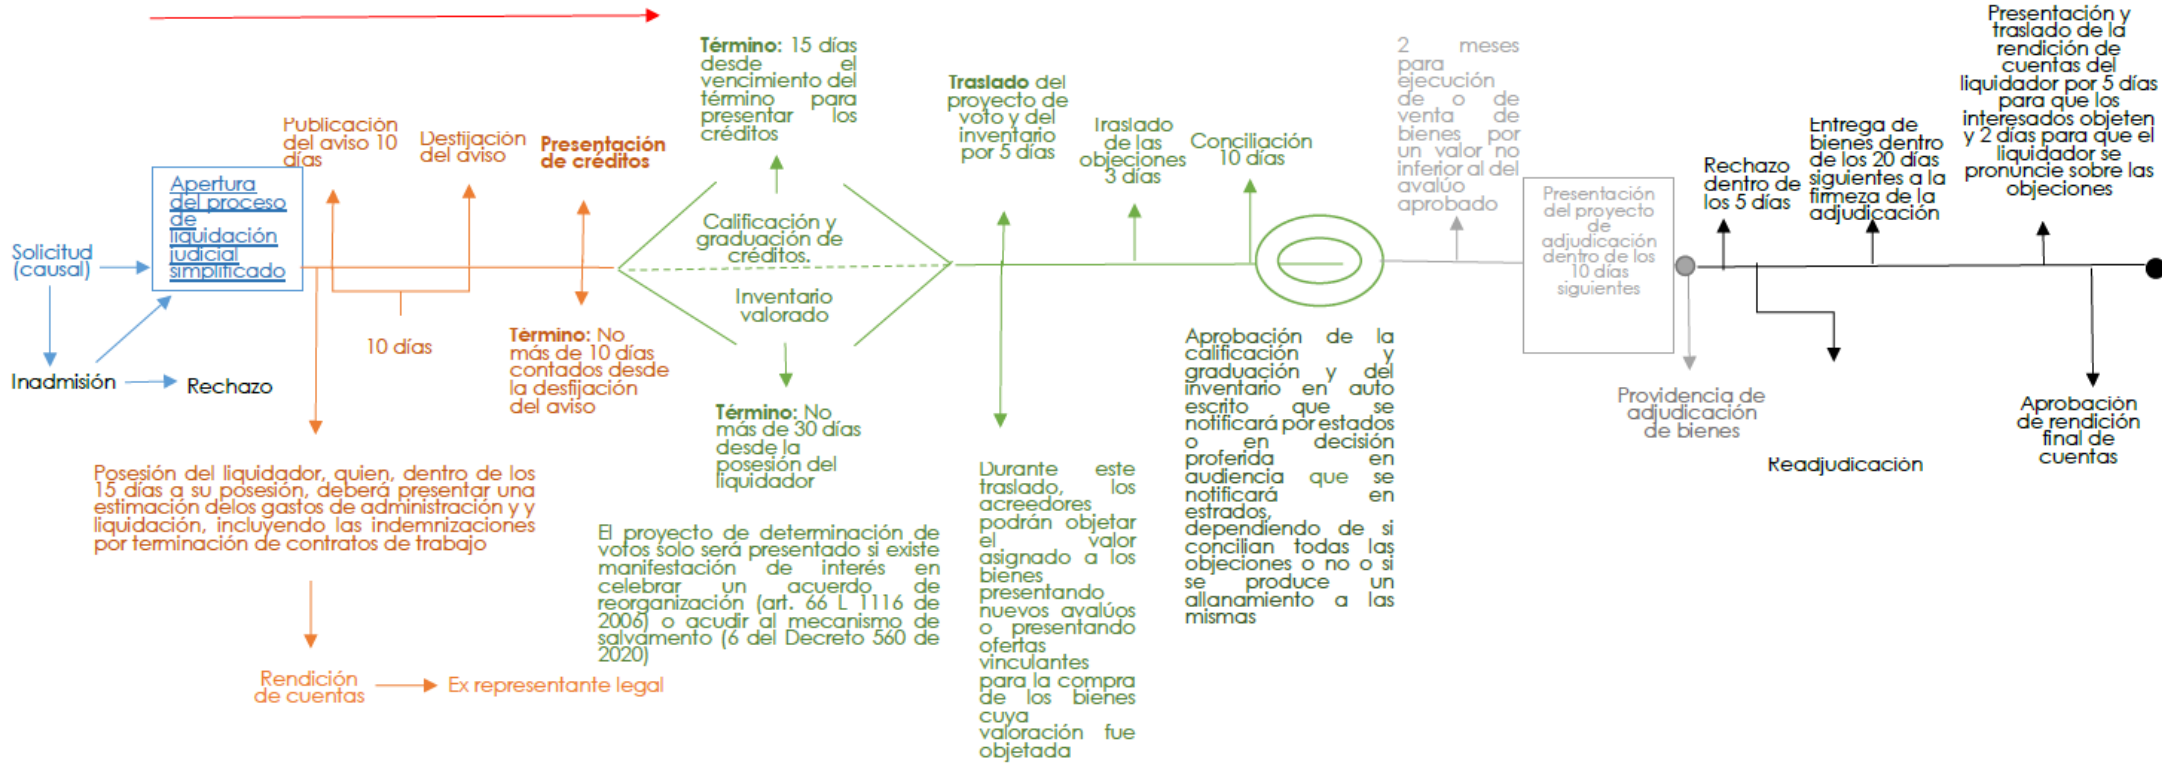 Solicitud
(causal)
Inadmisión
Rechazo
Apertura
del proceso
de
liquidación
judicial
simplificado
Publicación
del aviso 10
días
Desfijación
del aviso
10 días
Presentación
de créditos
Término: No
más de 10 días
contados desde
la desfijación
del aviso
Posesión del liquidador, quien, dentro de los
15 días a su posesión, deberá presentar una
estimación delos gastos de administración y y
liquidación, incluyendo las indemnizaciones
por terminación de contratos de trabajo
Rendición
de cuentas
Ex representante legal
Término: 15 días
desde el
vencimiento del
término para
presentar los
créditos
Calificación y
graduación de
créditos.
Inventario
valorado
Término: No
más de 30 días
desde la
posesión del
liquidador
El proyecto de determinación de
votos solo será presentado si existe
manifestación de interés en
celebrar un acuerdo de
reorganización (art. 66 L 1116 de
2006) o acudir al mecanismo de
salvamento (6 del Decreto 560 de
2020)
Traslado del
proyecto de
voto y del
inventario
por 5 días
Traslado
de las
objeciones
3 días
Conciliación
10 días
Durante este
traslado, los
acreedores
podrán objetar
el valor
asignado a los
bienes
presentando
nuevos avalúos
o presentando
ofertas
vinculantes
para la compra
de los bienes
cuya
valoración fue
objetada
Aprobación de la
calificación y
graduación y del
inventario en auto
escrito que se
notificará por estados
o en decisión
proferida en
audiencia que se
notificará en
estrados,
dependiendo de si
concilian todas las
objeciones o no o si
se produce un
allanamiento a las
mismas
2 meses
para
ejecución
de o de
venta de
bienes por
un valor no
inferior al del
avalúo
aprobado
Presentación
del proyecto
de
adjudicación
dentro de los
10 días
siguientes
Providencia de
adjudicación
de bienes
Rechazo
dentro de
los 5 días
Readjudicación
Entrega de
bienes dentro
de los 20 días
siguientes a la
firmeza de la
adjudicación
Presentación y
traslado de la
rendición de
cuentas del
liquidador por 5 días
para que los
interesados objeten
y 2 días para que el
liquidador se
pronuncie sobre las
objeciones
Aprobación
de rendición
final de
cuentas